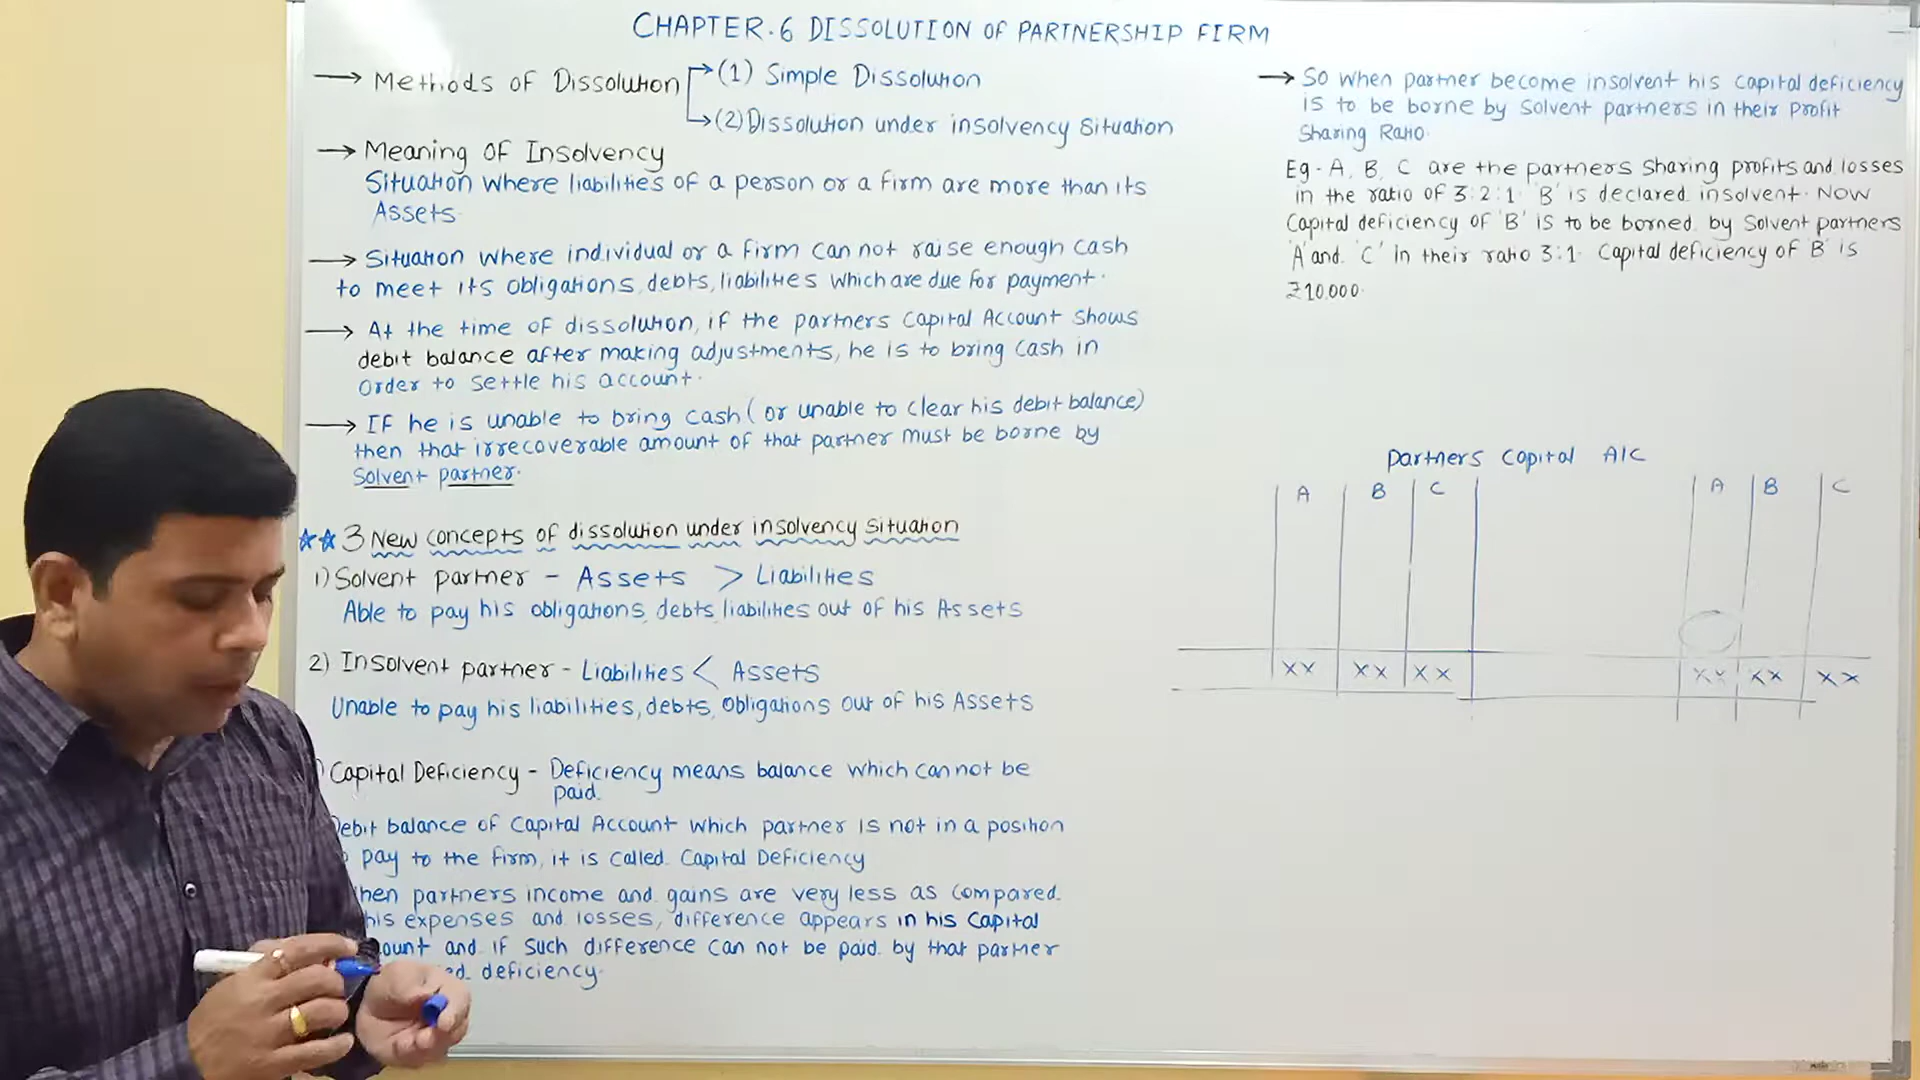 CHAPTER.6 DISSOLUTION OF PARTNERSHIP FIRM
→ Methods of Dissolution → (1) Simple Dissolution
→ (2) Dissolution under insolvency Situation
→ Meaning OF Insolvency
Situation where liabilities of a person or a firm are more than its
Assets.
→ Situation where individual or a firm can not raise enough cash
to meet its obligations, debts, liabilities which are due for payment.
→ At the time of dissolution, if the partners Capital Account shows
debit balance after making adjustments, he is to bring cash in
order to settle his account.
→ If he is unable to bring cash (or unable to clear his debit balance)
then that irrecoverable amount of that partner must be borne by
Solvent partner.
☆☆ 3 New concepts of dissolution under insolvency situation
1) Solvent partner - Assets > Liabilities
Able to pay his obligations, debts, liabilities out of his Assets
2) Insolvent partner - Liabilities < Assets
Unable to pay his liabilities, debts, obligations out of his Assets
) Capital Deficiency - Deficiency means balance which can not be
paid.
Debit balance of Capital Account which partner is not in a position
pay to the firm, it is called Capital Deficiency
hen partners income and gains are very less as compared
his expenses and losses, difference appears in his Capital
ount and if such difference can not be paid by that partner
ed deficiency.
→ So when partner become insolvent his capital deficiency
is to be borne by solvent partners in their profit
Sharing Ratio.
Eg - A, B, C are the partners sharing profits and losses
in the ratio of 3:2:1. 'B' is declared insolvent. Now
Capital deficiency of 'B' is to be borned by Solvent partners
'A' and 'C' in their ratio 3:1. Capital deficiency of 'B' is
₹10,000.
Partners Capital A/C
A B C A B C
XX XX XX XX XX XX